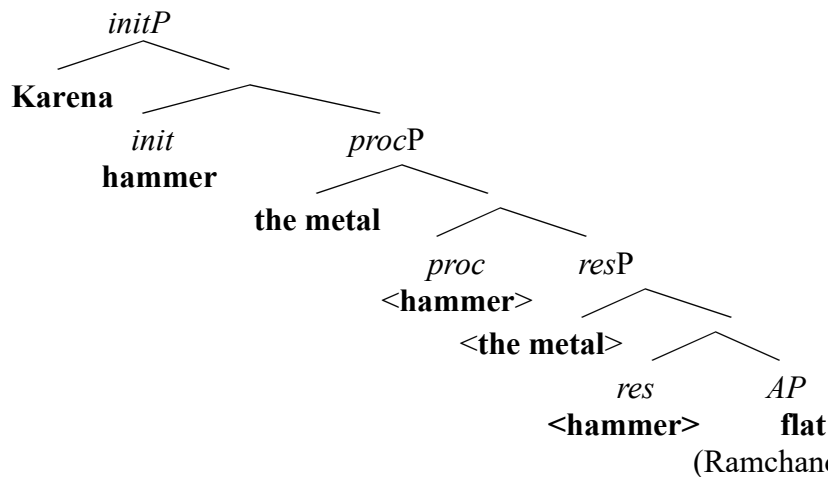 initP
Karena
init procP
hammer
the metal
proc resP
<hammer>
<the metal>
res AP
<hammer> flat